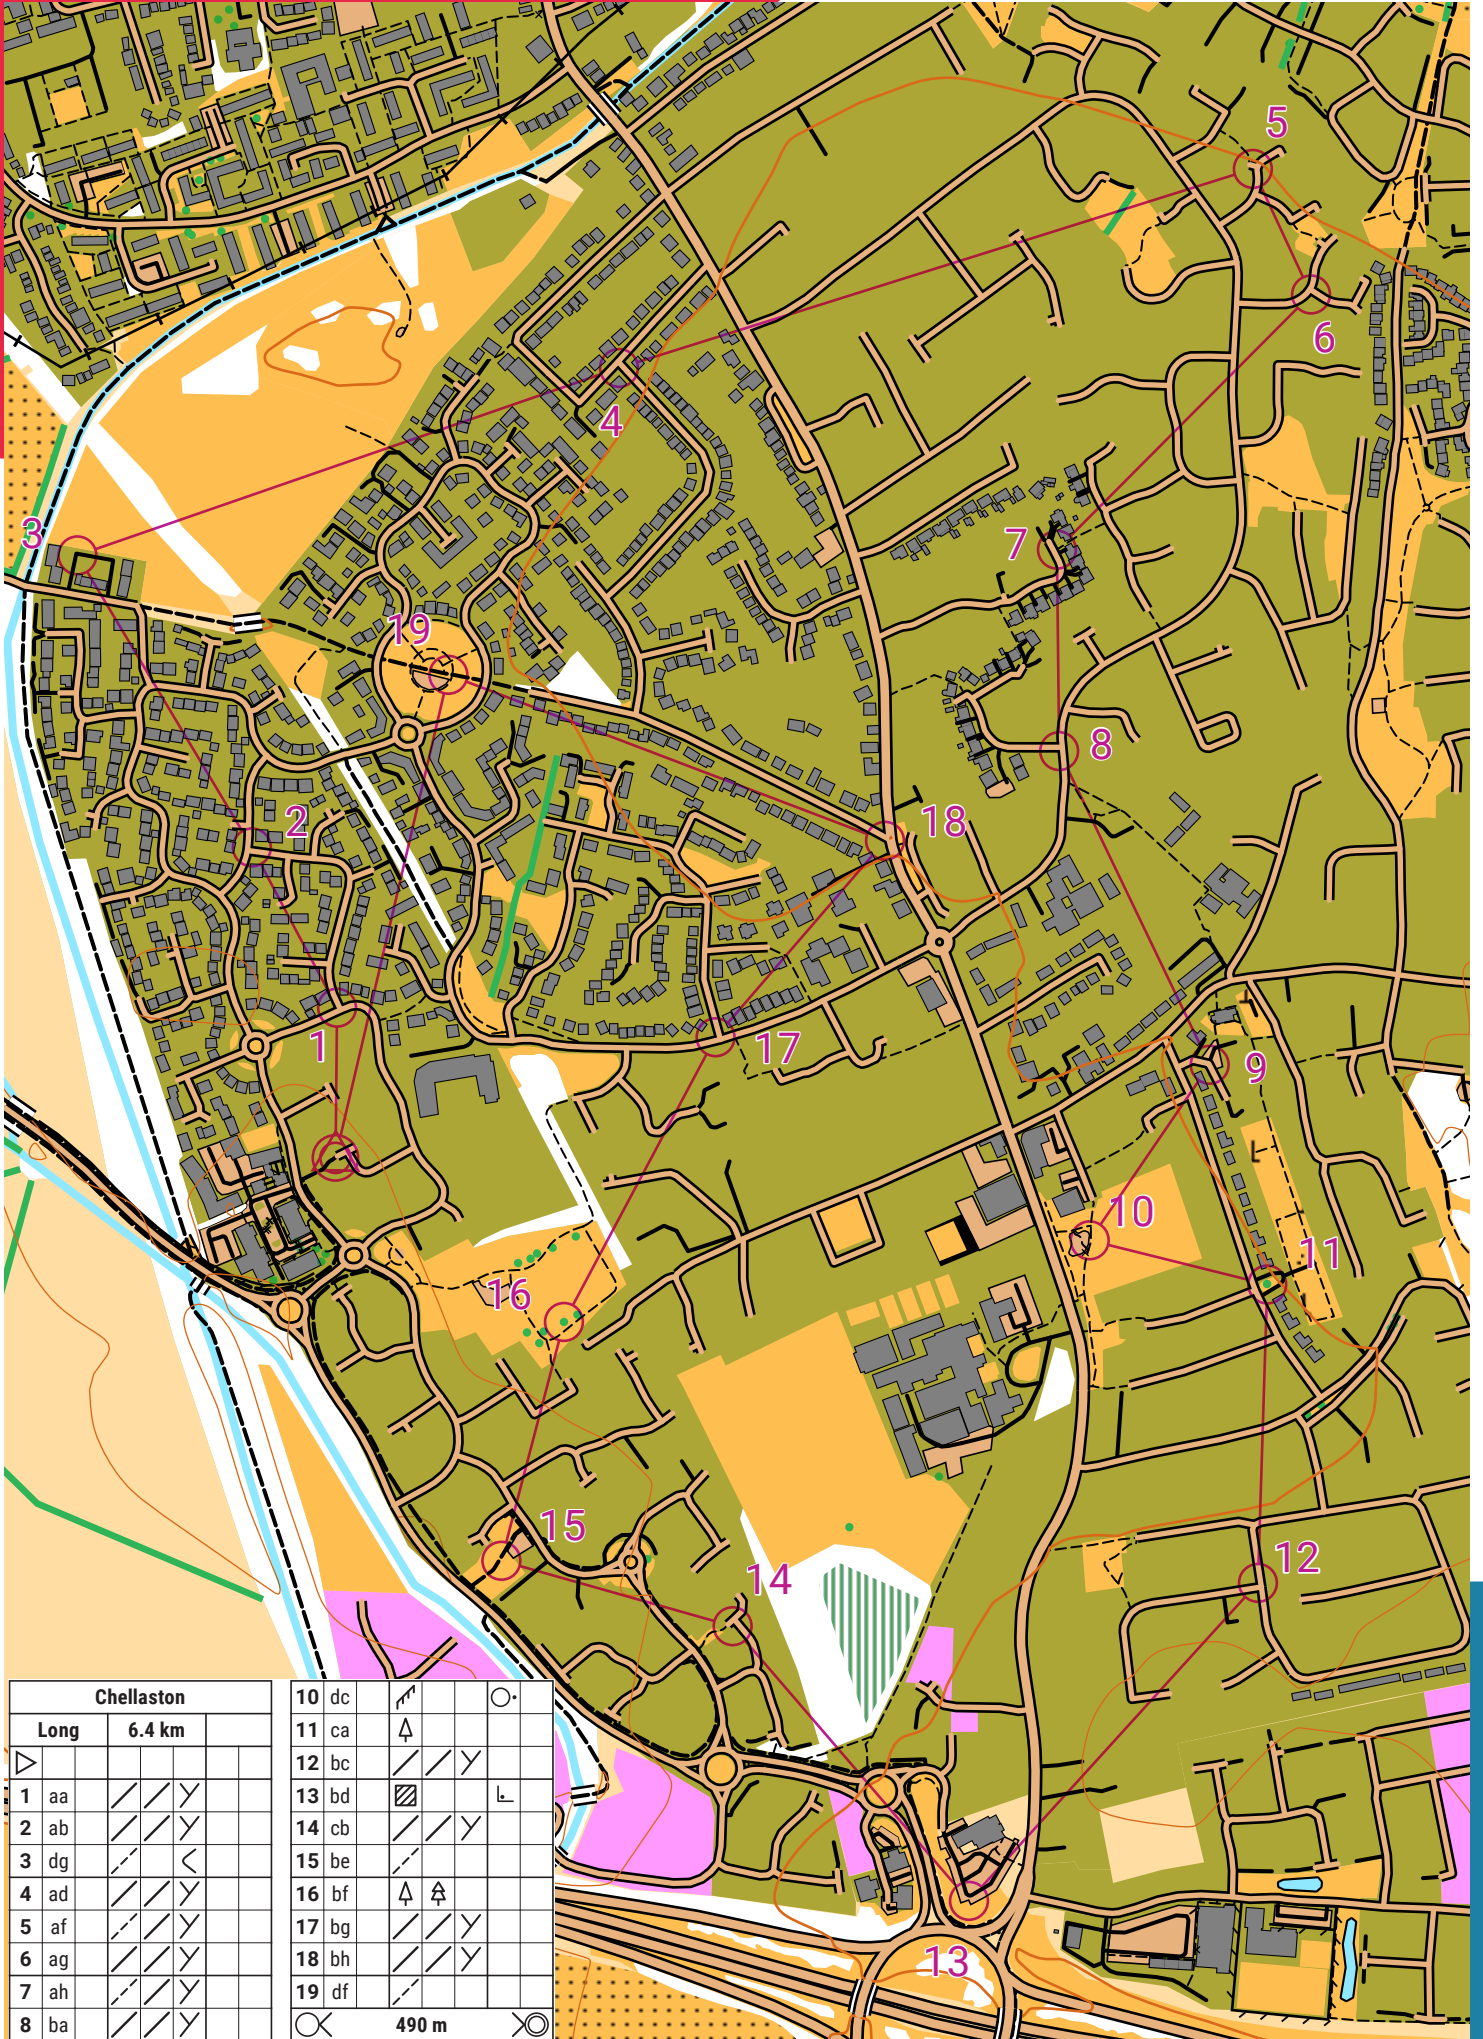 5
6
4
3
7
19
8
2
18
1
17
9
10
16
11
15
12
14
13
Chellaston
Long 6.4 km
1 aa
2 ab
3 dg
4 ad
5 af
6 ag
7 ah
8 ba
10 dc
11 ca
12 bc
13 bd
14 cb
15 be
16 bf
17 bg
18 bh
19 df
490 m